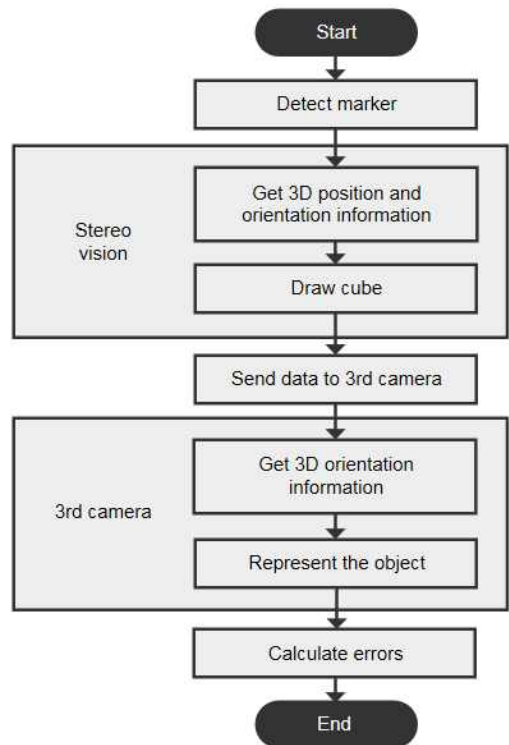 Start
Detect marker
Get 3D position and
orientation information
Stereo
vision
Draw cube
Send data to 3rd camera
Get 3D orientation
information
3rd camera
Represent the object
Calculate errors
End